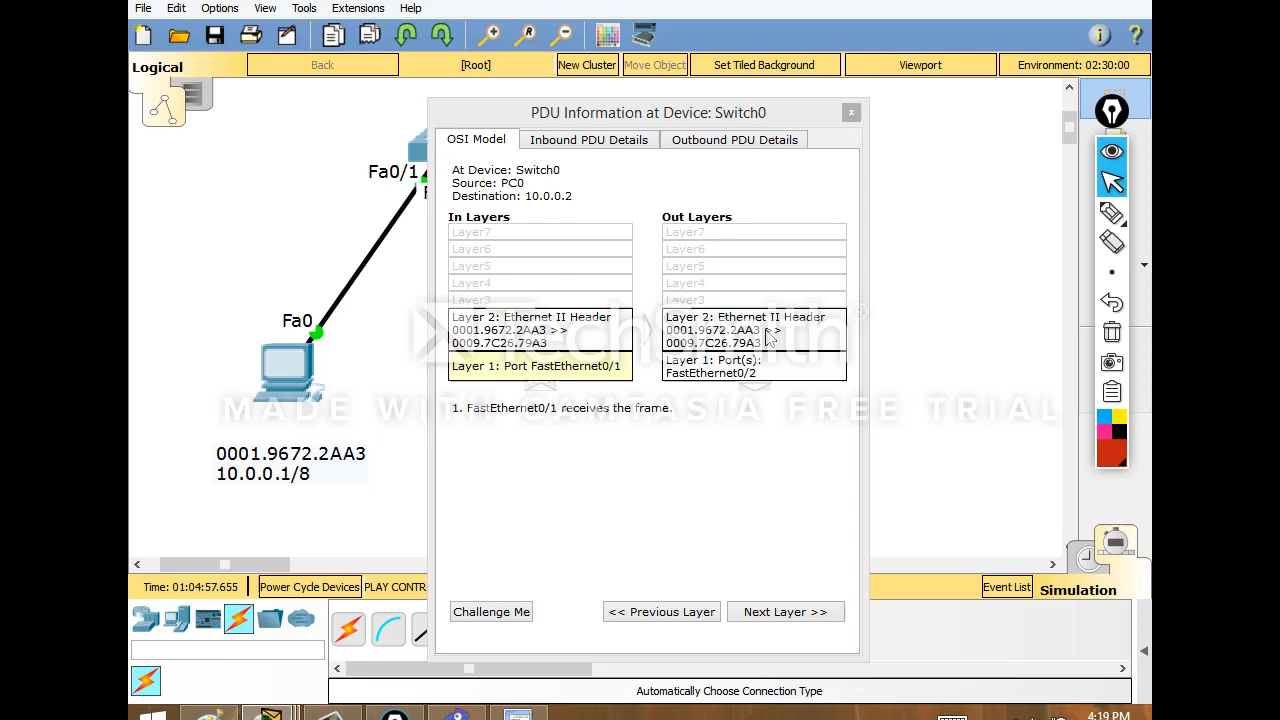 File Edit Options View Tools Extensions Help
Logical Back [Root] New Cluster Move Object Set Tiled Background Viewport Environment: 02:30:00
PDU Information at Device: Switch0
OSI Model Inbound PDU Details Outbound PDU Details
At Device: Switch0
Source: PC0
Destination: 10.0.0.2
In Layers
Layer7
Layer6
Layer5
Layer4
Layer3
Layer 2: Ethernet II Header
0001.9672.2AA3 >>
0009.7C26.79A3
Layer 1: Port FastEthernet0/1
Out Layers
Layer7
Layer6
Layer5
Layer4
Layer3
Layer 2: Ethernet II Header
0001.9672.2AA3 >>
0009.7C26.79A3
Layer 1: Port(s):
FastEthernet0/2
1. FastEthernet0/1 receives the frame.
Challenge Me << Previous Layer Next Layer >>
Fa0/1
F
Fa0
0001.9672.2AA3
10.0.0.1/8
TechSmith®
MADE WITH CAMTASIA FREE TRIAL
Time: 01:04:57.655 Power Cycle Devices PLAY CONTR Event List Simulation
Automatically Choose Connection Type
4:19 PM